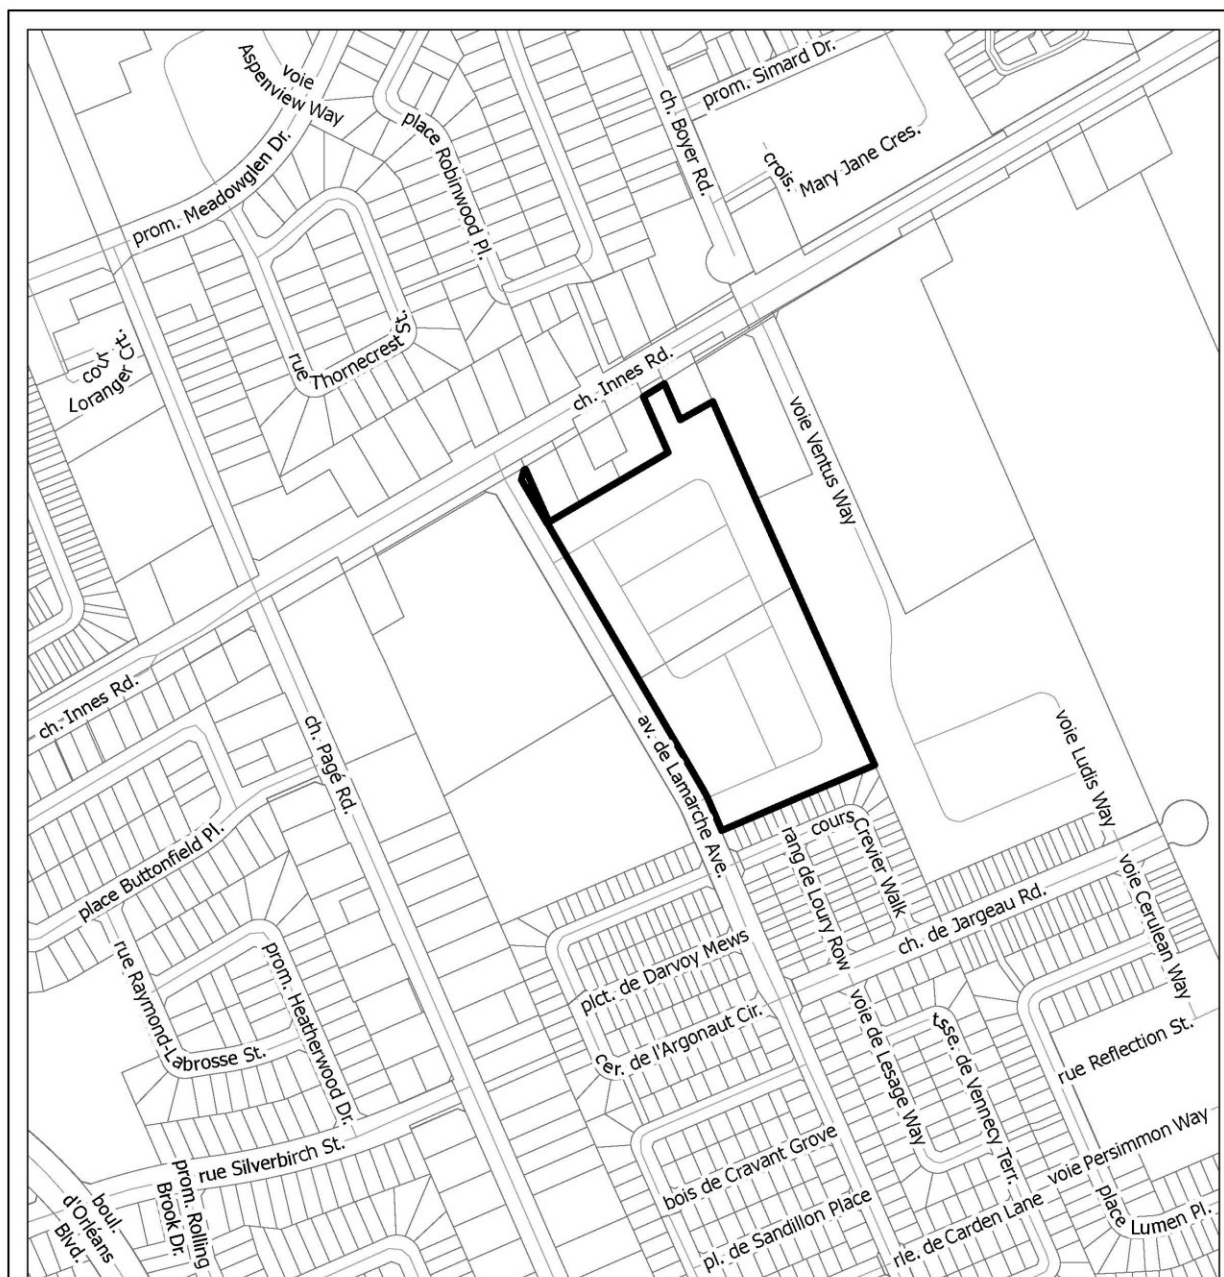 voie
Aspenview Way
prom. Simard Dr.
ch. Boyer Rd.
place Robinwood Pl.
crois.
Mary Jane Cres.
prom. Meadowglen Dr.
cour
Loranger Crt.
rue
Thornecrest St.
ch. Innes Rd.
voie Ventus Way
ch. Innes Rd.
ch. Pagé Rd.
av. de Lamarche Ave.
voie Ludis Way
place Buttonfield Pl.
cours
Crevier Walk
rang de Loury Row
ch. de Jargeau Rd.
voie Cerulean Way
rue Raymond-Labrosse St.
prom. Heatherwood Dr.
plct. de Darvoy Mews
cer. de l'Argonaut Cir.
voie de Lesage Way
tsse. de Vennecy Terr.
rue Reflection St.
rue Silverbirch St.
bois de Cravant Grove
voie Persimmon Way
prom. Rolling
Brook Dr.
boul.
d'Orléans
Blvd.
pl. de Sandillon Place
rle. de Carden Lane
place
Lumen Pl.